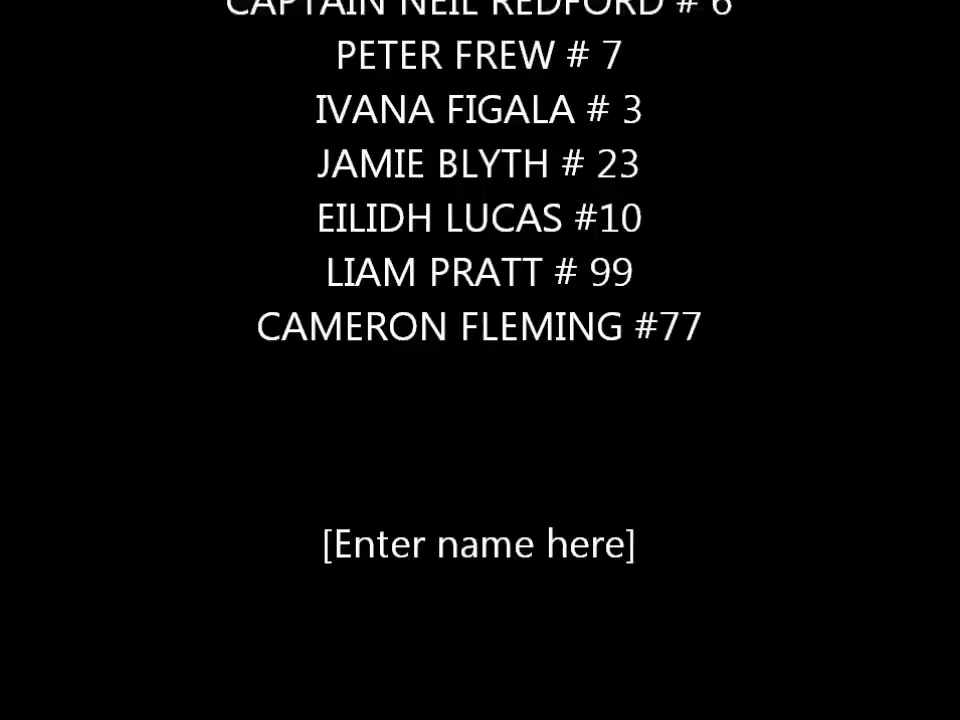 CAPTAIN NEIL REDFORD # 6
PETER FREW # 7
IVANA FIGALA # 3
JAMIE BLYTH # 23
EILIDH LUCAS #10
LIAM PRATT # 99
CAMERON FLEMING #77
[Enter name here]